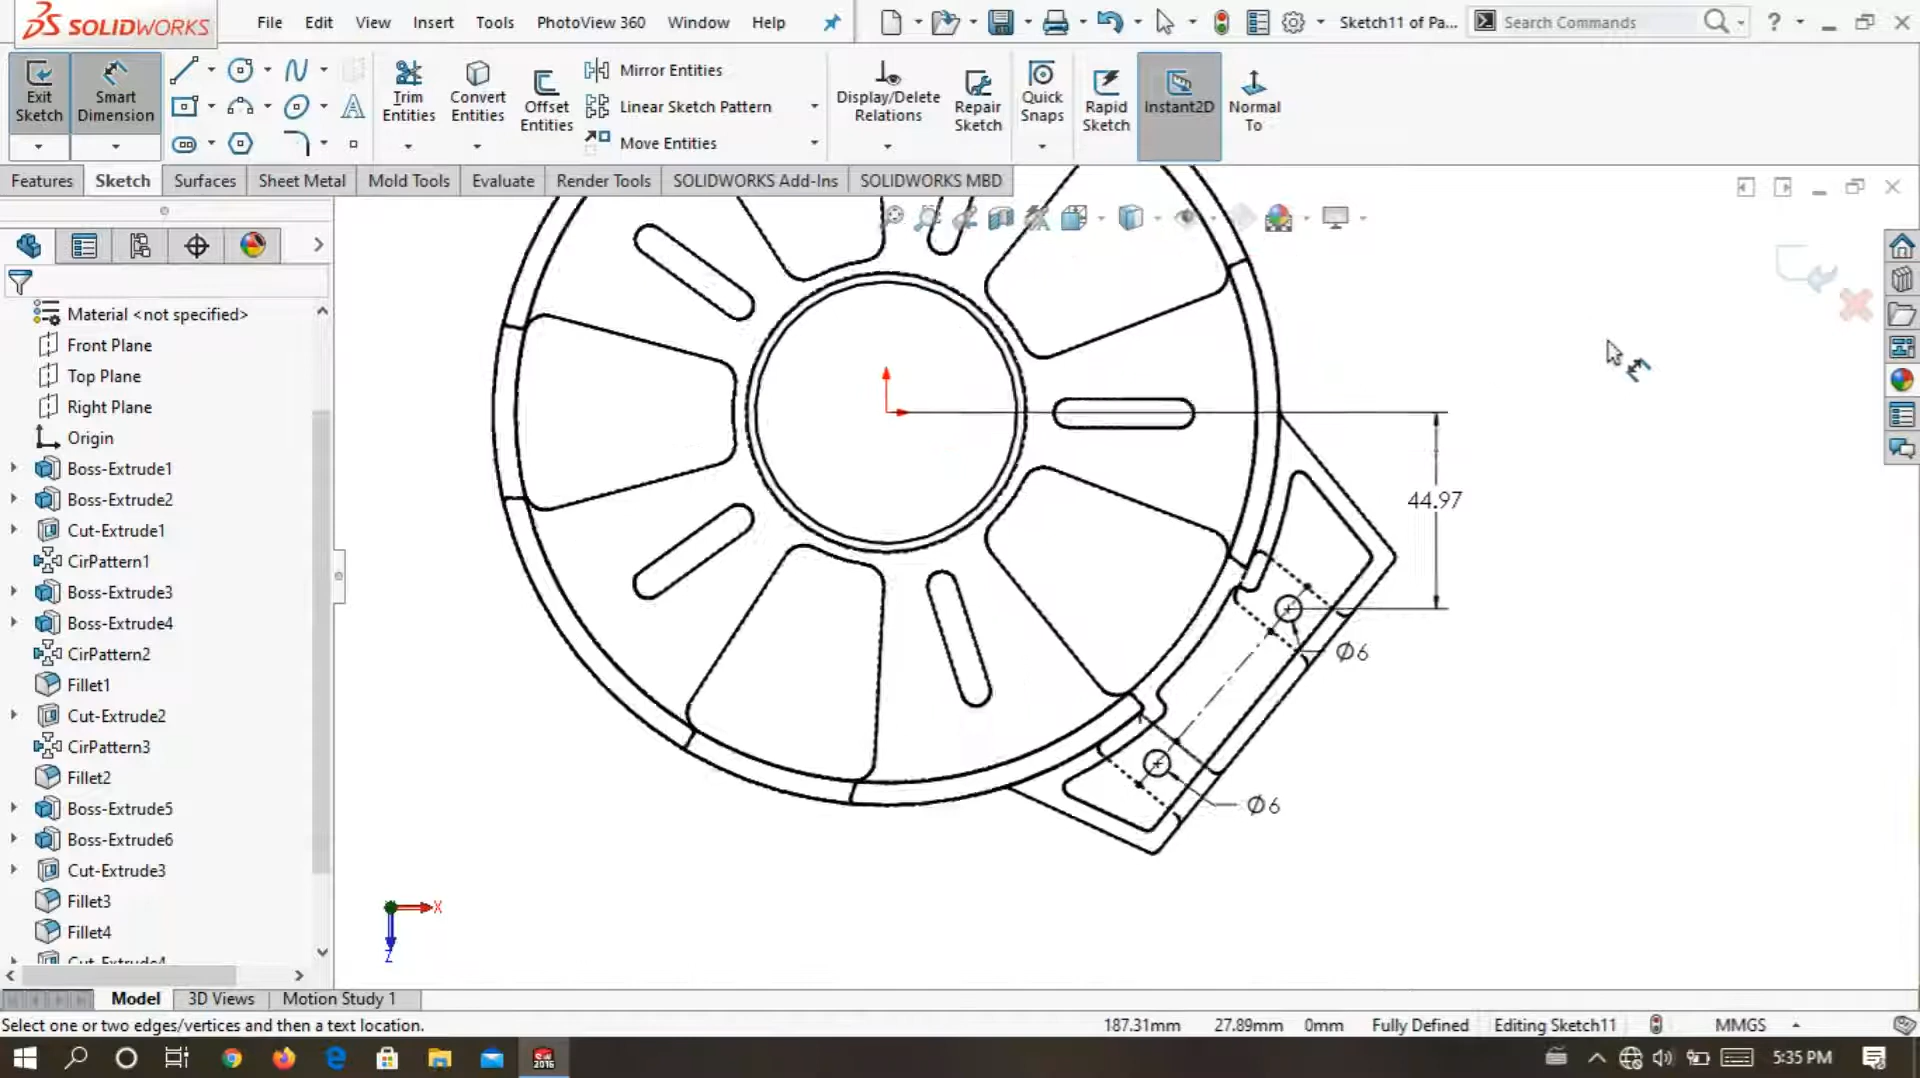 SOLIDWORKS
File Edit View Insert Tools PhotoView 360 Window Help
Sketch11 of Pa...
Search Commands
Exit Sketch
Smart Dimension
Trim Entities
Convert Entities
Offset Entities
Mirror Entities
Linear Sketch Pattern
Move Entities
Display/Delete Relations
Repair Sketch
Quick Snaps
Rapid Sketch
Instant2D
Normal To
Features Sketch Surfaces Sheet Metal Mold Tools Evaluate Render Tools SOLIDWORKS Add-Ins SOLIDWORKS MBD
Material <not specified>
Front Plane
Top Plane
Right Plane
Origin
Boss-Extrude1
Boss-Extrude2
Cut-Extrude1
CirPattern1
Boss-Extrude3
Boss-Extrude4
CirPattern2
Fillet1
Cut-Extrude2
CirPattern3
Fillet2
Boss-Extrude5
Boss-Extrude6
Cut-Extrude3
Fillet3
Fillet4
Cut-Extrude4
44.97
Ø6
Ø6
X
Z
Model 3D Views Motion Study 1
Select one or two edges/vertices and then a text location.
187.31mm 27.89mm 0mm Fully Defined Editing Sketch11 MMGS
SW 2016
5:35 PM